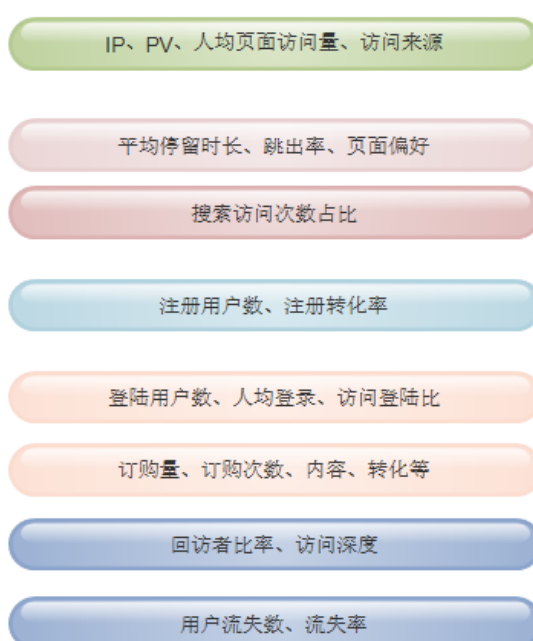 IP、PV、人均页面访问量、访问来源
平均停留时长、跳出率、页面偏好
搜索访问次数占比
注册用户数、注册转化率
登陆用户数、人均登录、访问登陆比
订购量、订购次数、内容、转化等
回访者比率、访问深度
用户流失数、流失率